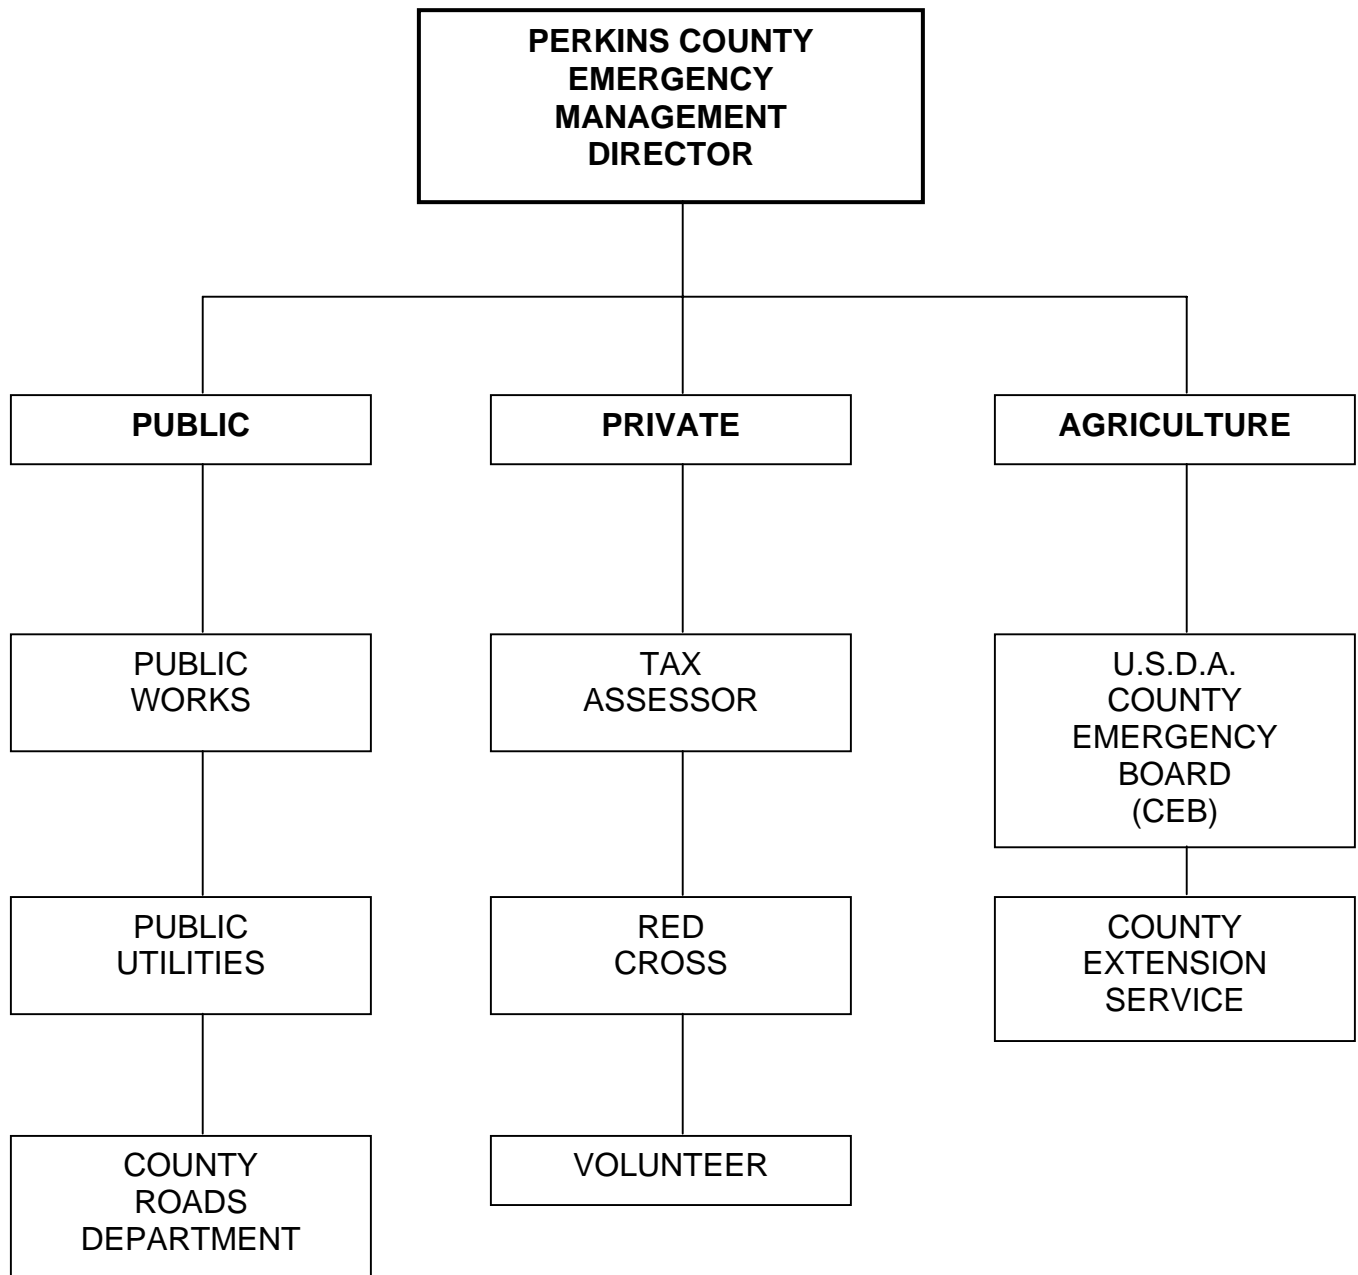 PERKINS COUNTY
EMERGENCY
MANAGEMENT
DIRECTOR
PUBLIC
PRIVATE
AGRICULTURE
PUBLIC
WORKS
TAX
ASSESSOR
U.S.D.A.
COUNTY
EMERGENCY
BOARD
(CEB)
PUBLIC
UTILITIES
RED
CROSS
COUNTY
EXTENSION
SERVICE
COUNTY
ROADS
DEPARTMENT
VOLUNTEER